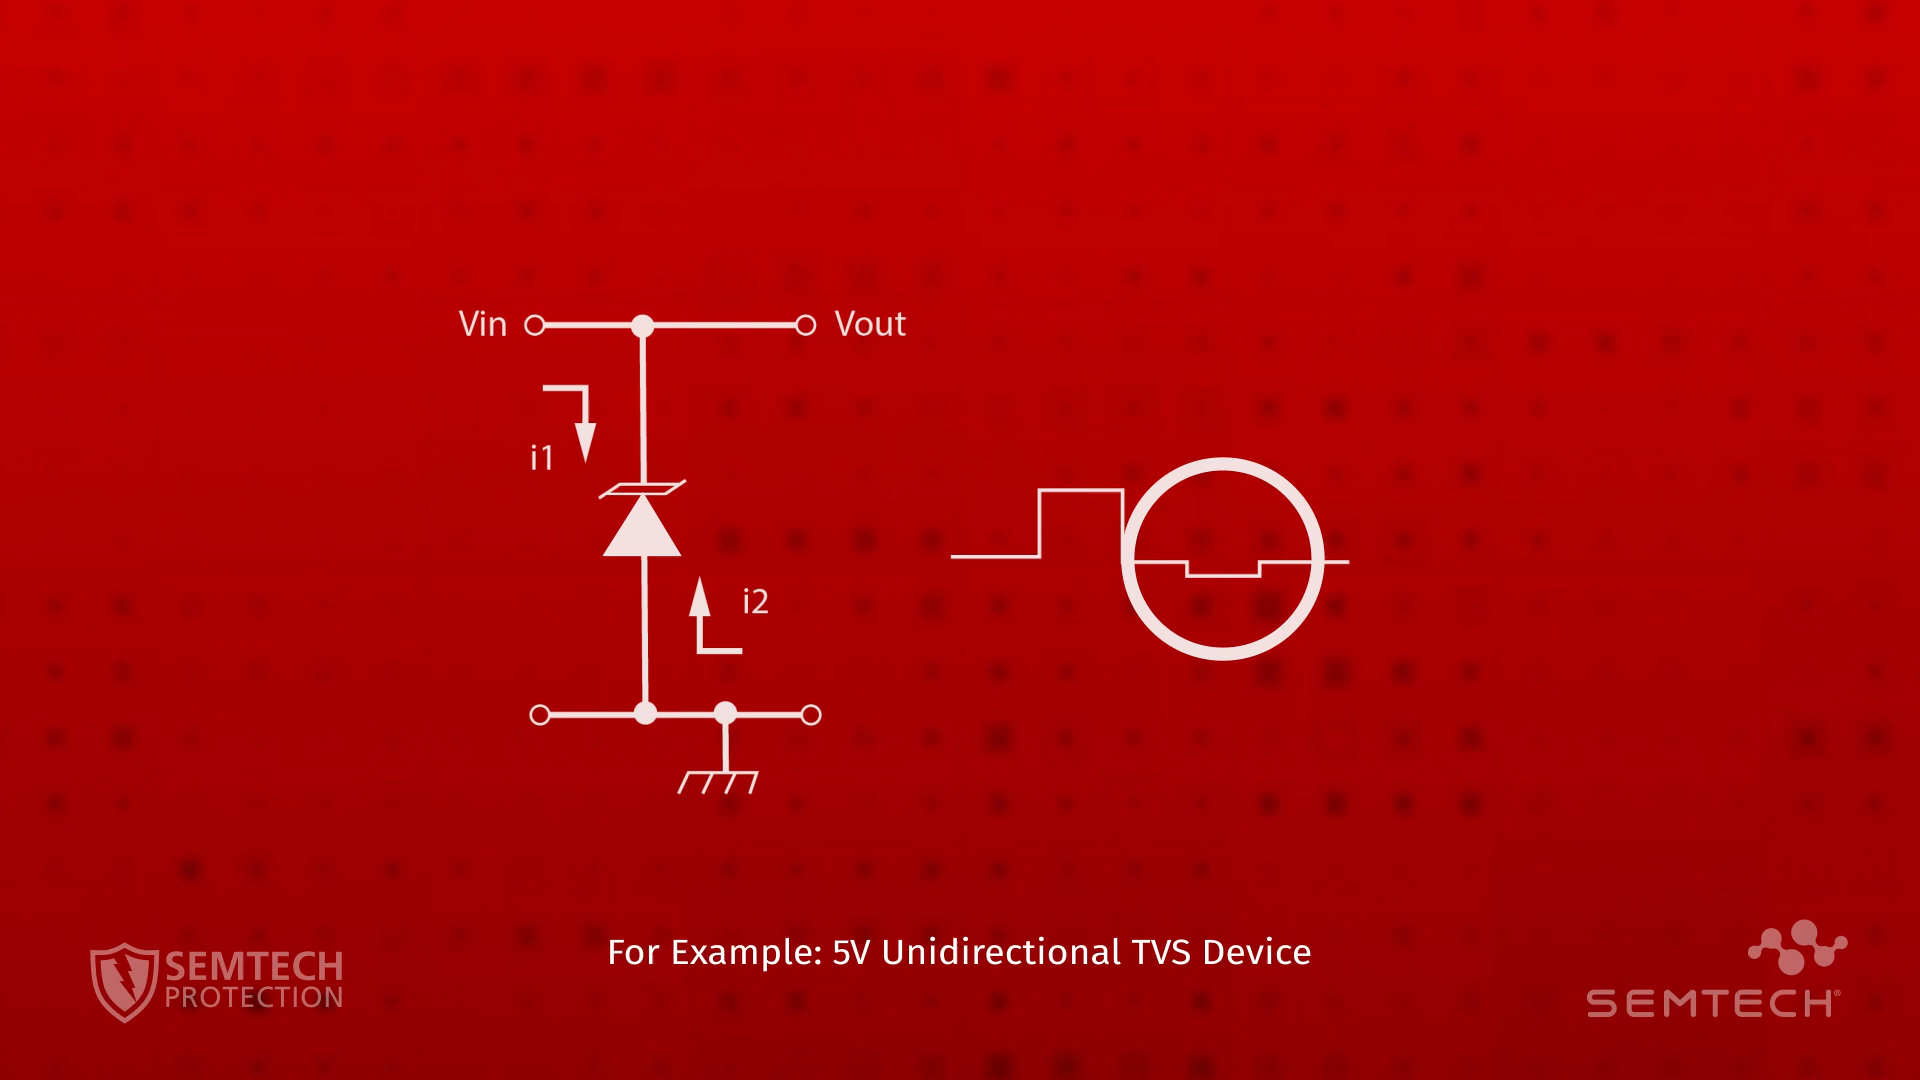 Vin
Vout
i1
i2
For Example: 5V Unidirectional TVS Device
SEMTECH
PROTECTION
SEMTECH®